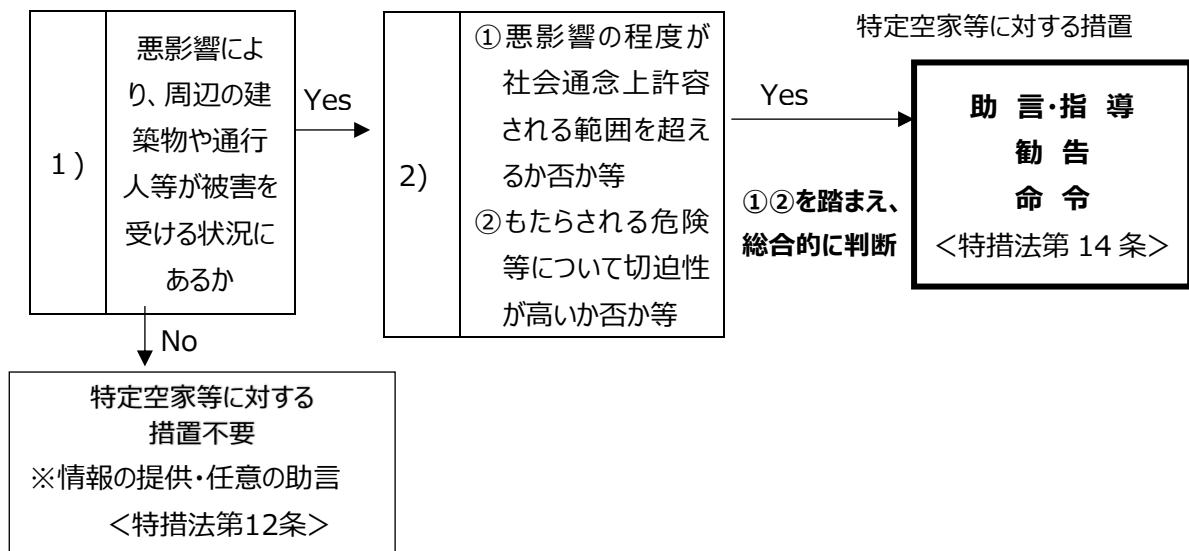 1)
悪影響によ
り、周辺の建
築物や通行
人等が被害を
受ける状況に
あるか
Yes
2)
①悪影響の程度が
社会通念上許容
される範囲を超え
るか否か等
②もたらされる危険
等について切迫性
が高いか否か等
Yes
①②を踏まえ、
総合的に判断
特定空家等に対する措置
助 言・指 導
勧 告
命 令
<特措法第 14 条>
No
特定空家等に対する
措置不要
※情報の提供・任意の助言
<特措法第12条>